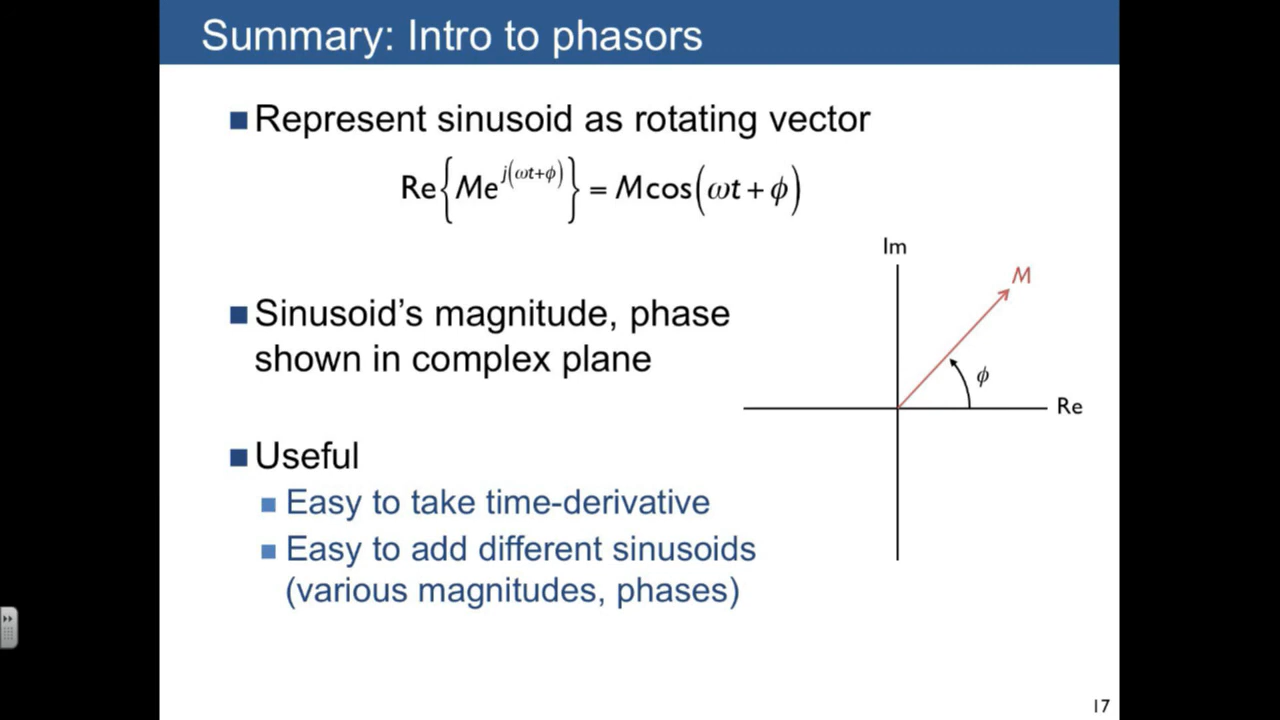 Summary: Intro to phasors
Represent sinusoid as rotating vector
Re{Me^{j(ωt+ϕ)}} = Mcos(ωt + ϕ)
Sinusoid’s magnitude, phase
shown in complex plane
Im
M
ϕ
Re
Useful
Easy to take time-derivative
Easy to add different sinusoids
(various magnitudes, phases)
17